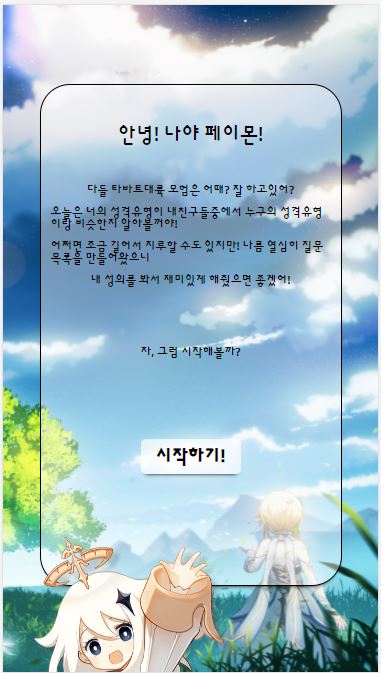 안녕! 나야 페이몬!
다들 타바트대륙 모험은 어때? 잘 하고있어?
오늘은 너의 성격유형이 내친구들중에서 누구의 성격유형
이랑 비슷한지 알아볼꺼야!
어쩌면 조금 길어서 지루할 수도 있지만! 나름 열심히 질문
목록을 만들어왔으니
내 성의를 봐서 재미있게 해줬으면 좋겠어!
자, 그럼 시작해볼까?
시작하기!